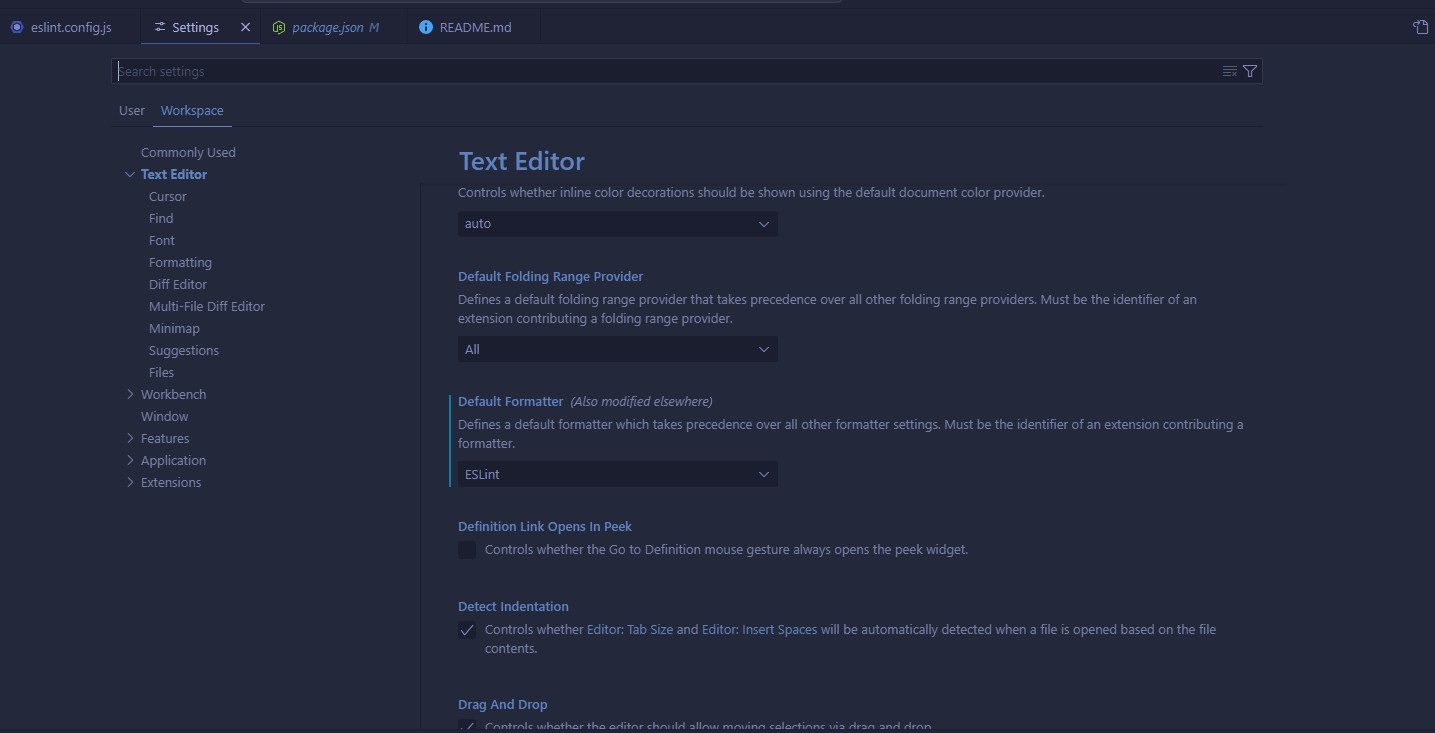 eslint.config.js
Settings
package.json M
README.md
Search settings
User
Workspace
Commonly Used
Text Editor
Cursor
Find
Font
Formatting
Diff Editor
Multi-File Diff Editor
Minimap
Suggestions
Files
Workbench
Window
Features
Application
Extensions
Text Editor
Controls whether inline color decorations should be shown using the default document color provider.
auto
Default Folding Range Provider
Defines a default folding range provider that takes precedence over all other folding range providers. Must be the identifier of an
extension contributing a folding range provider.
All
Default Formatter (Also modified elsewhere)
Defines a default formatter which takes precedence over all other formatter settings. Must be the identifier of an extension contributing a
formatter.
ESLint
Definition Link Opens In Peek
Controls whether the Go to Definition mouse gesture always opens the peek widget.
Detect Indentation
Controls whether Editor: Tab Size and Editor: Insert Spaces will be automatically detected when a file is opened based on the file
contents.
Drag And Drop
Controls whether the editor should allow moving selections via drag and drop.